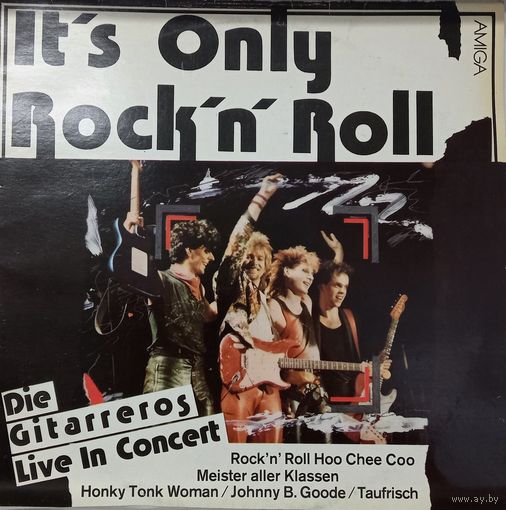 It's Only
Rock'n' Roll
AMIGA
Die
Gitarreros
Live In Concert
Rock'n' Roll Hoo Chee Coo
Meister aller Klassen
Honky Tonk Woman / Johnny B. Goode / Taufrisch
www.ay.by